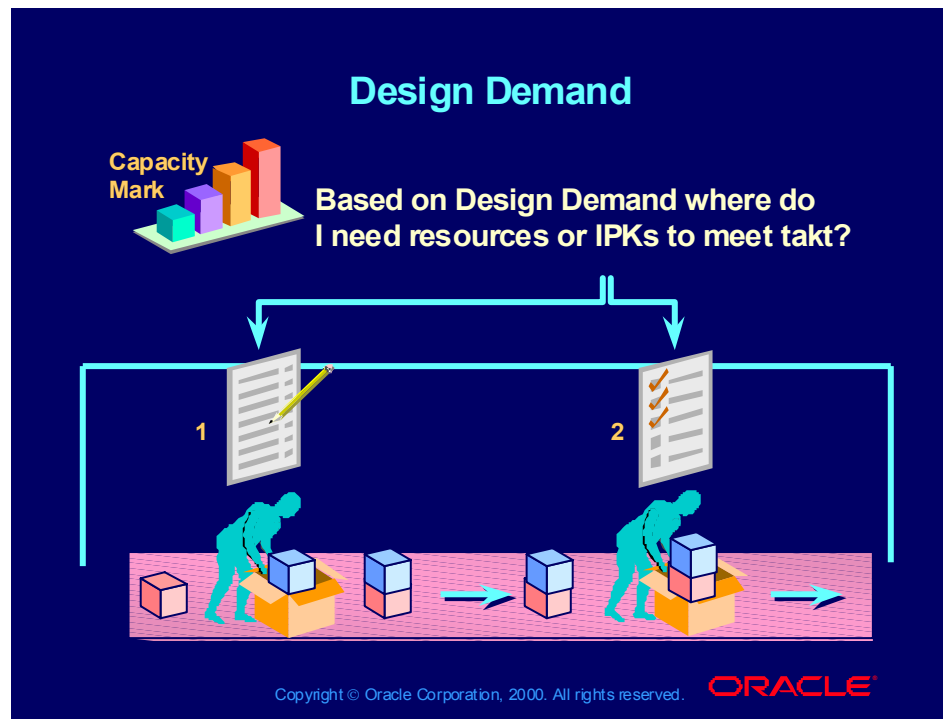 Design Demand
Capacity
Mark
Based on Design Demand where do
I need resources or IPKs to meet takt?
1
2
Copyright © Oracle Corporation, 2000. All rights reserved.
ORACLE®